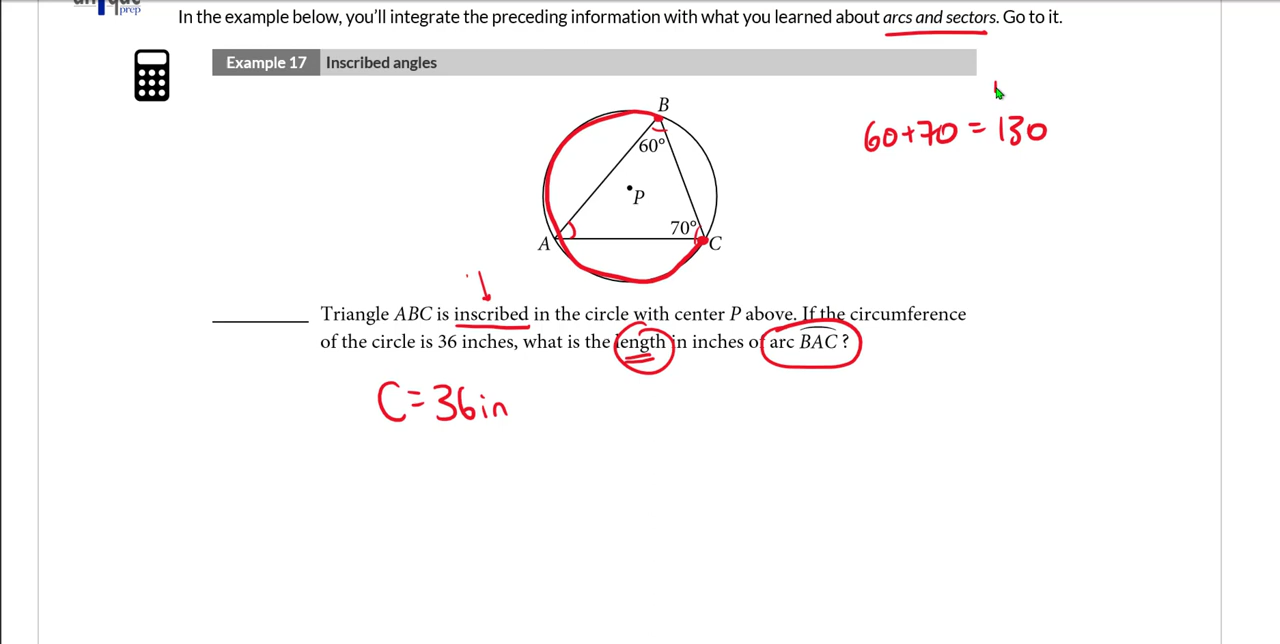 prep
In the example below, you'll integrate the preceding information with what you learned about arcs and sectors. Go to it.
Example 17 Inscribed angles
B
60°
P
70°
A
C
60+70 = 130
Triangle ABC is inscribed in the circle with center P above. If the circumference
of the circle is 36 inches, what is the length in inches of arc BAC?
C=36in